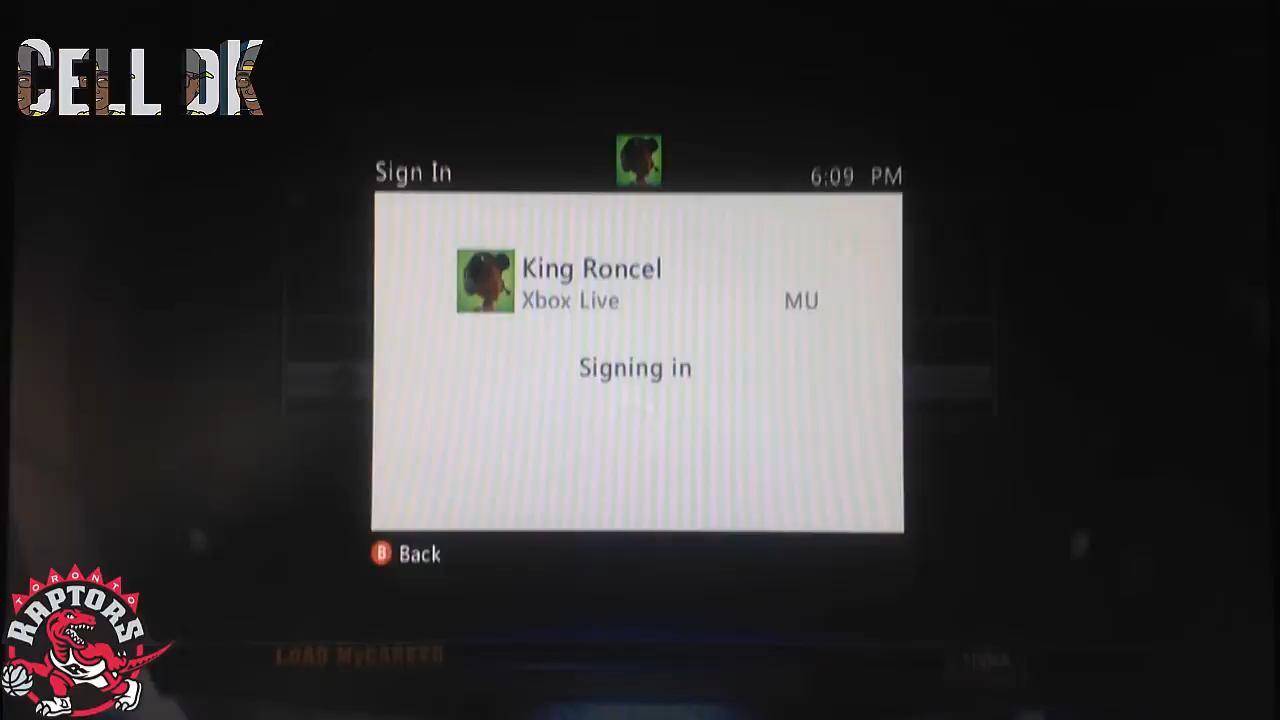 CELL DK
Sign In
6:09 PM
King Roncel
Xbox Live
MU
Signing in
B Back
TORONTO
RAPTORS
LOAD MyCAREER